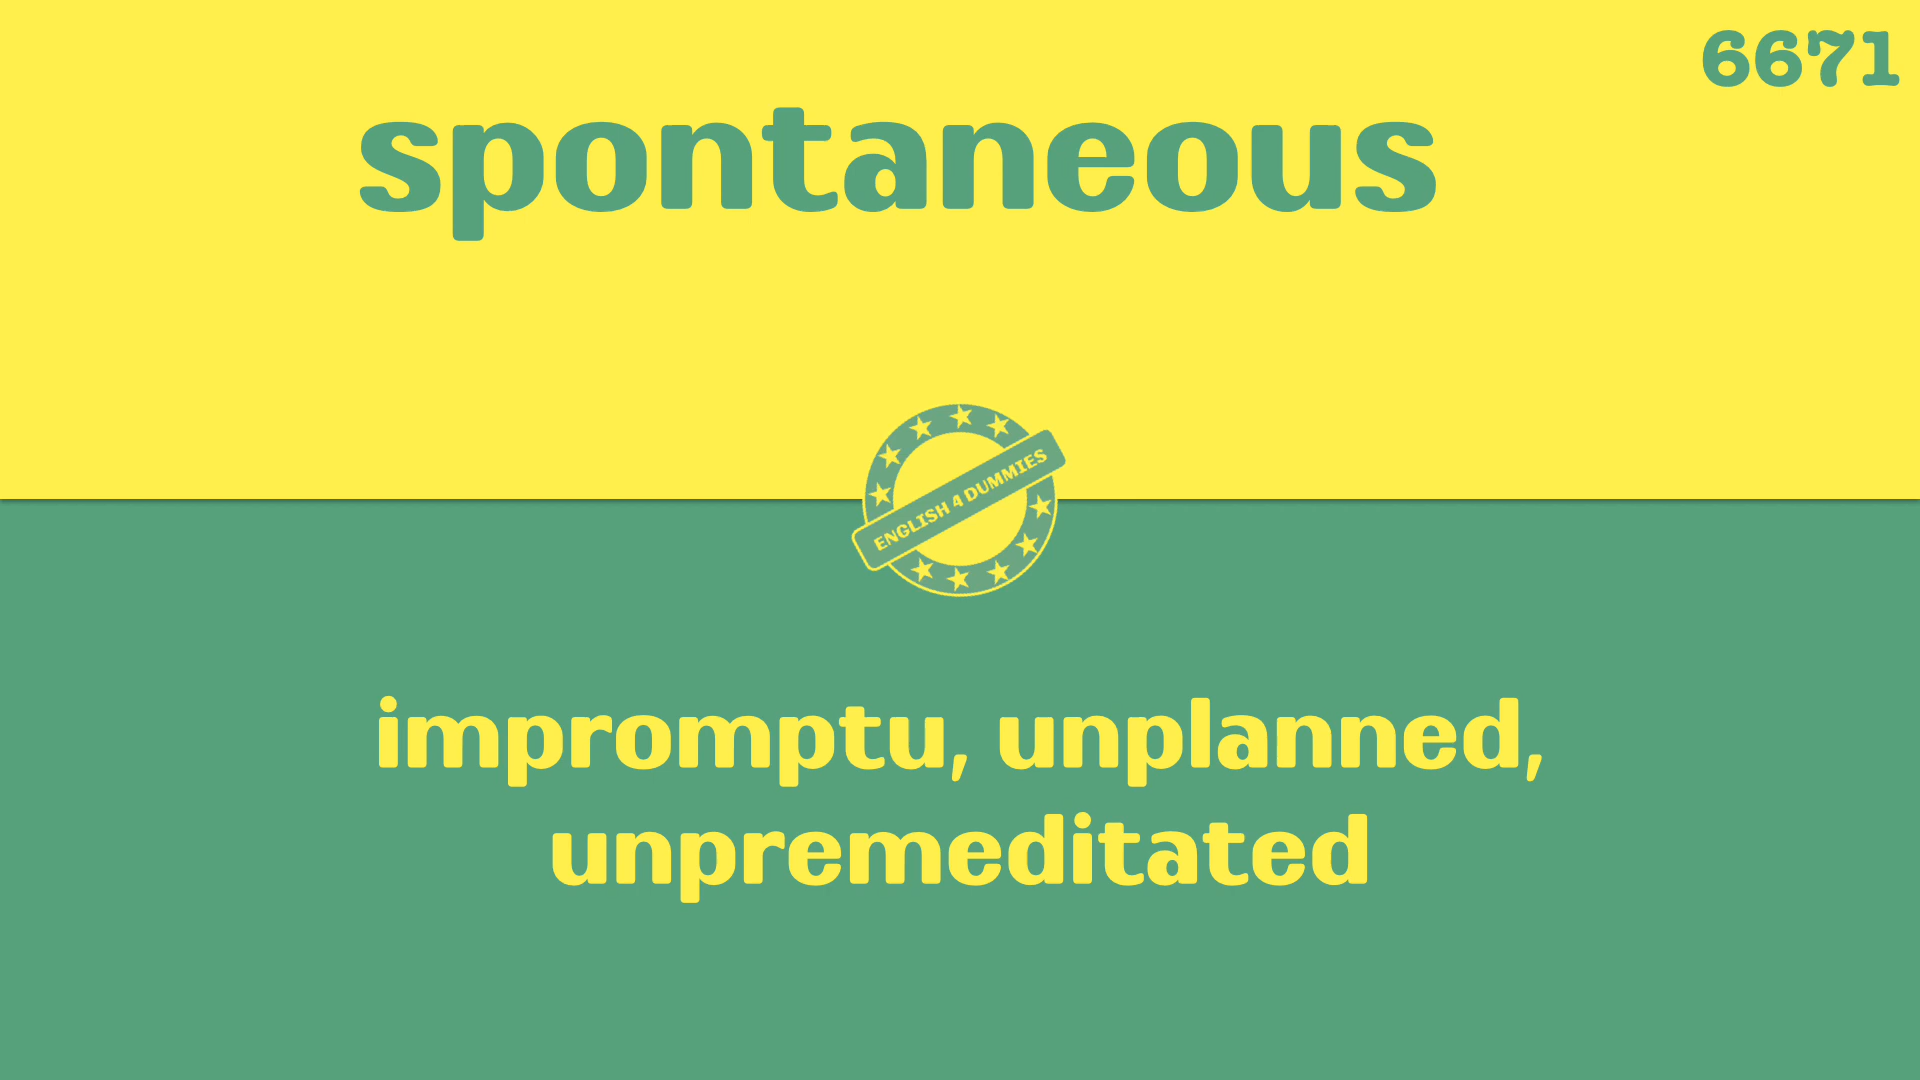 6671
spontaneous
ENGLISH 4 DUMMIES
impromptu, unplanned,
unpremeditated